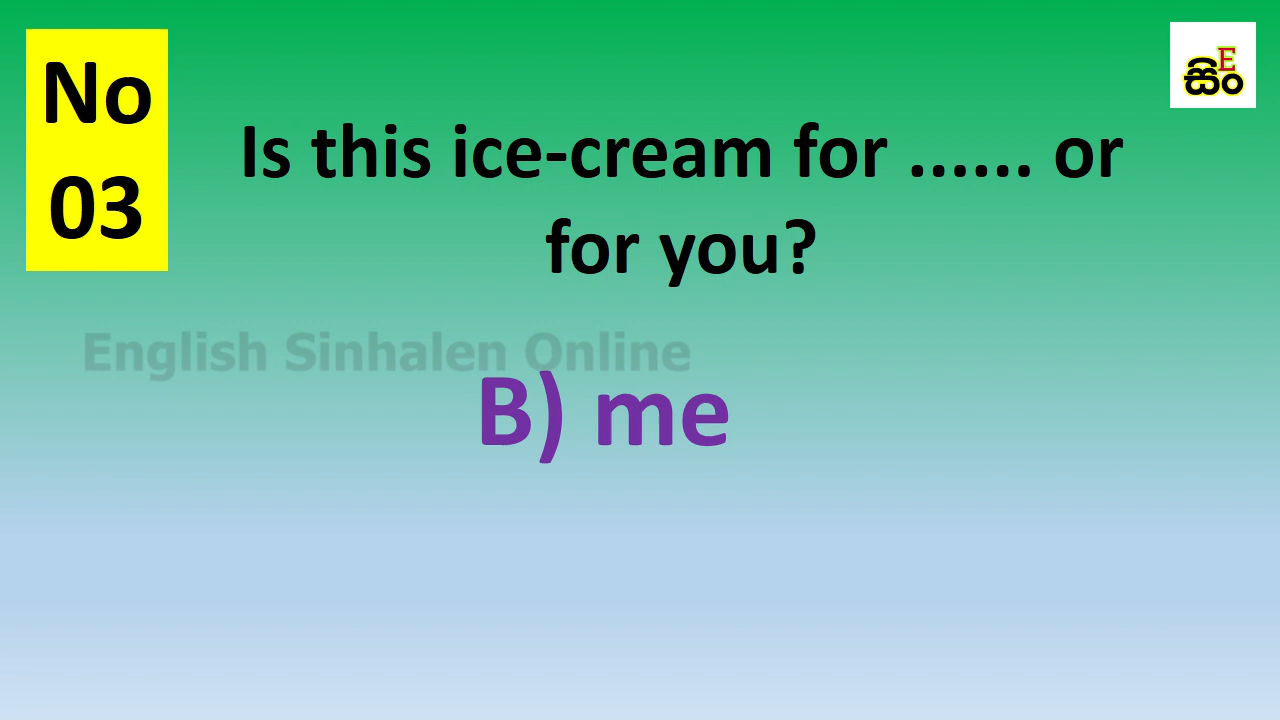 No
03
සිං
E
Is this ice-cream for ...... or
for you?
English Sinhalen Online
B) me